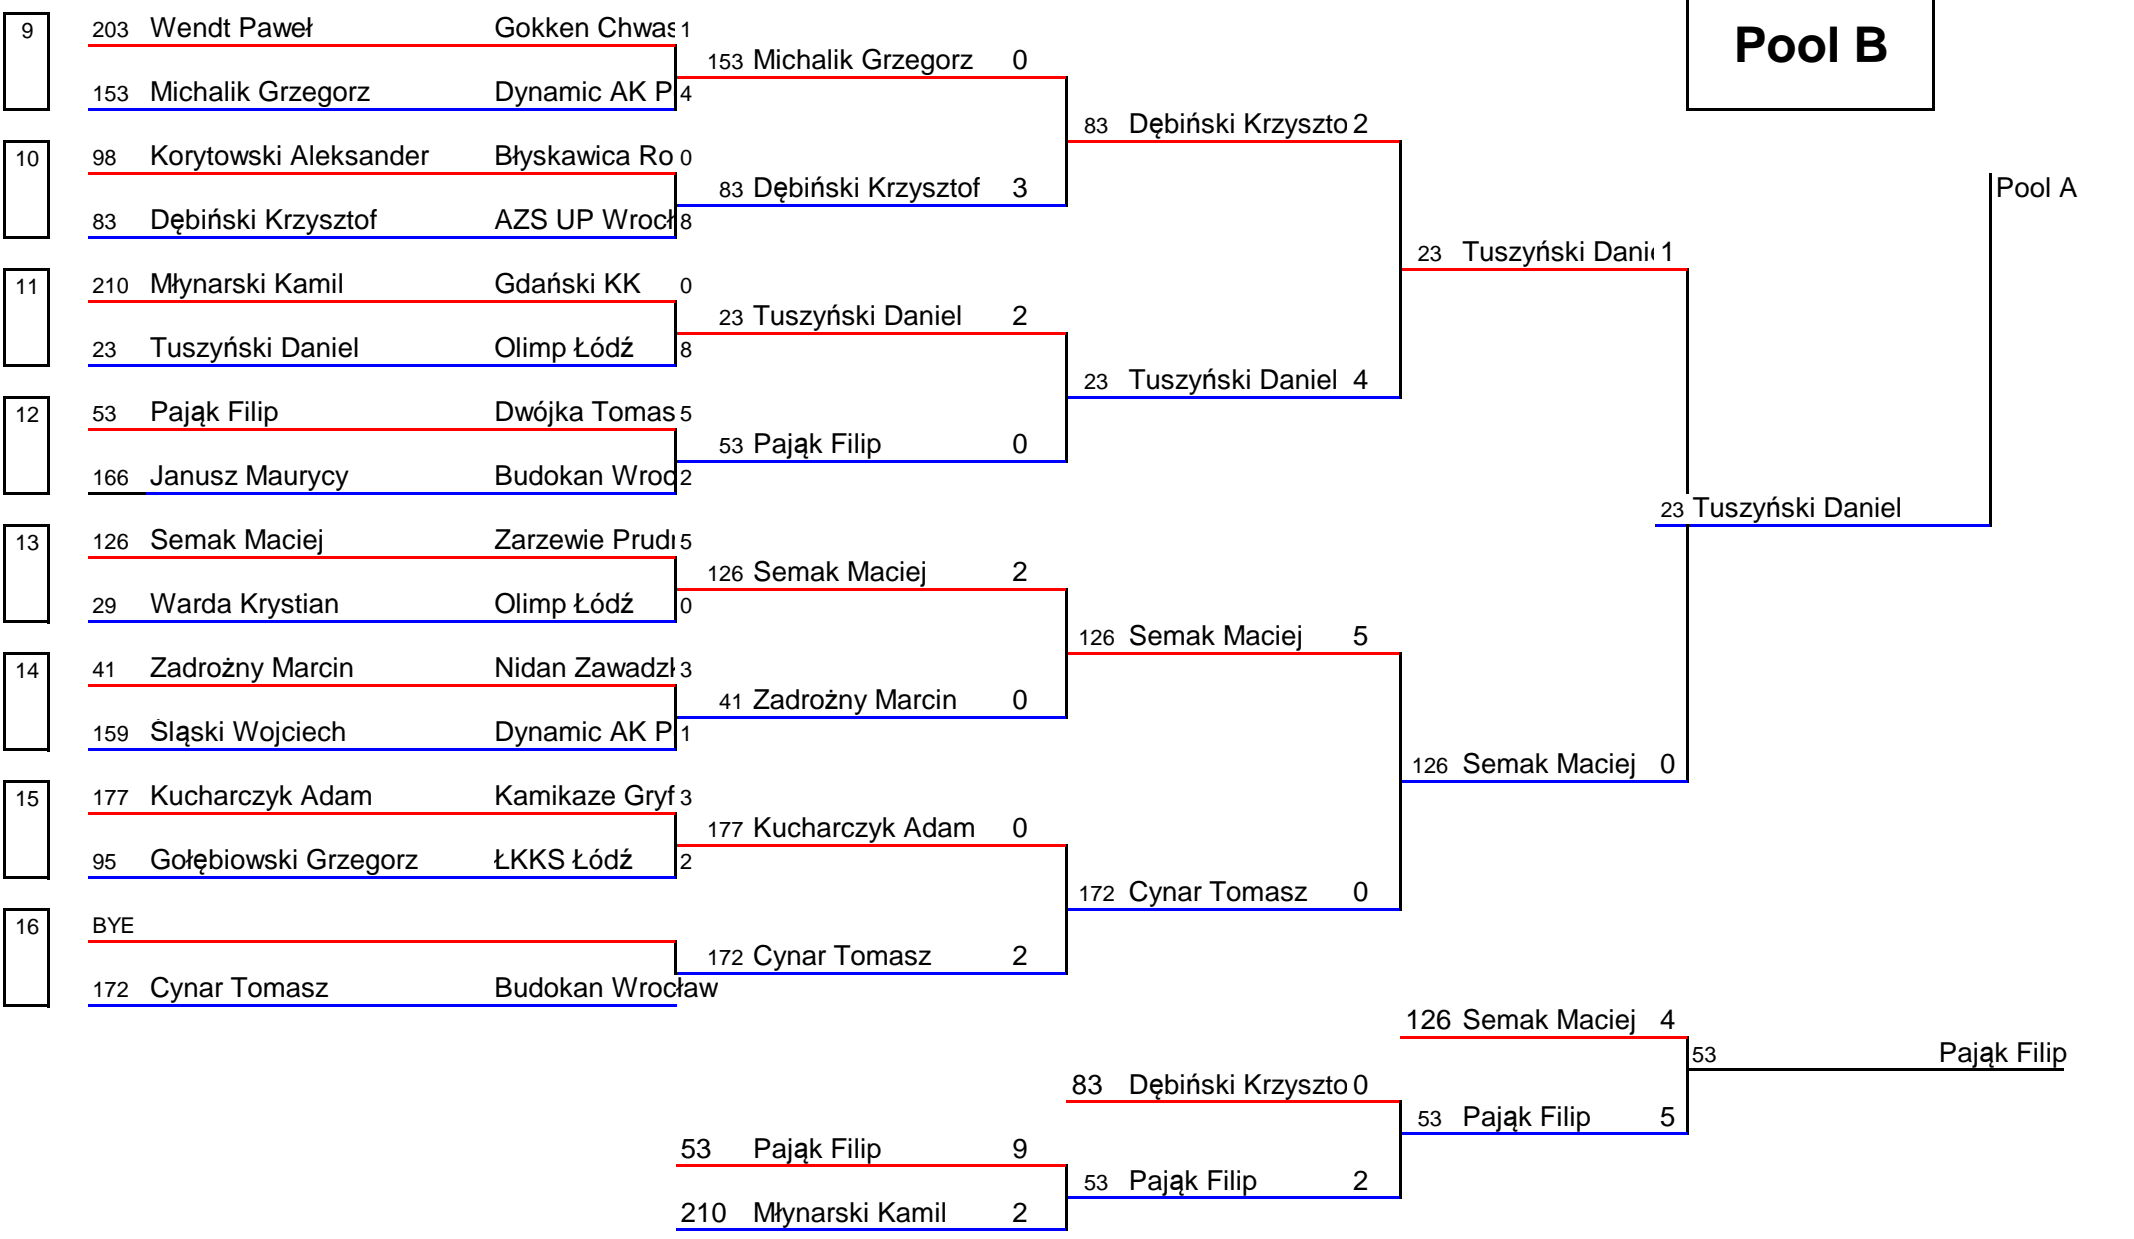 Pool B
9
203 Wendt Paweł Gokken Chwas 1
153 Michalik Grzegorz 0
153 Michalik Grzegorz Dynamic AK P 4
83 Dębiński Krzyszto 2
10
98 Korytowski Aleksander Błyskawica Ro 0
83 Dębiński Krzysztof 3
Pool A
83 Dębiński Krzysztof AZS UP Wrocł 8
23 Tuszyński Dani 1
11
210 Młynarski Kamil Gdański KK 0
23 Tuszyński Daniel 2
23 Tuszyński Daniel Olimp Łódź 8
23 Tuszyński Daniel 4
12
53 Pająk Filip Dwójka Tomas 5
53 Pająk Filip 0
166 Janusz Maurycy Budokan Wroc 2
23 Tuszyński Daniel
13
126 Semak Maciej Zarzewie Prud 5
126 Semak Maciej 2
29 Warda Krystian Olimp Łódź 0
126 Semak Maciej 5
14
41 Zadrożny Marcin Nidan Zawadz 3
41 Zadrożny Marcin 0
159 Śląski Wojciech Dynamic AK P 1
126 Semak Maciej 0
15
177 Kucharczyk Adam Kamikaze Gryf 3
177 Kucharczyk Adam 0
95 Gołębiowski Grzegorz ŁKKS Łódź 2
172 Cynar Tomasz 0
16
BYE
172 Cynar Tomasz 2
172 Cynar Tomasz Budokan Wrocław
126 Semak Maciej 4
53 Pająk Filip
83 Dębiński Krzyszto 0
53 Pająk Filip 5
53 Pająk Filip 9
53 Pająk Filip 2
210 Młynarski Kamil 2